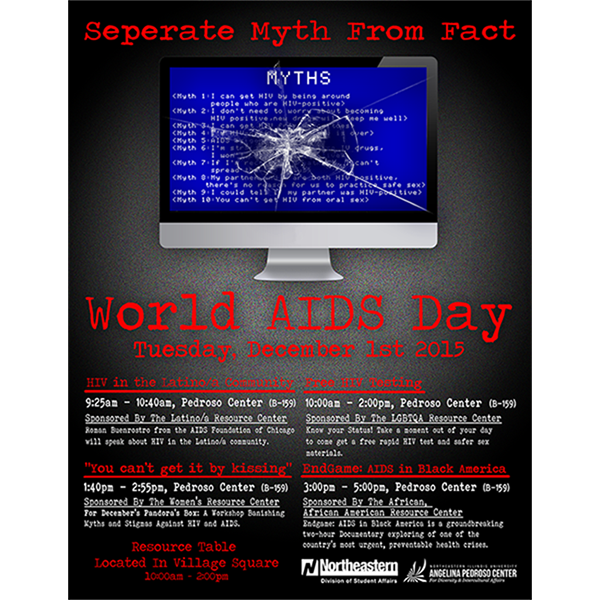 Seperate Myth From Fact
MYTHS
<Myth 1:I can get HIV by being around
people who are HIV-positive>
<Myth 2:I don't need to worry about becoming
HIV positive,new keep me well>
<Myth 3:I can get
<Myth 4: over>
<Myth 5:AIDS
<Myth 6:I'm drugs,
I won
<Myth 7:If I can't
spread
<Myth 8:My partner both HIV positive,
there's no reason for us to practice safe sex>
<Myth 9:I could tell if my partner was HIV-positive>
<Myth 10:You can't get HIV from oral sex>
World AIDS Day
Tuesday, December 1st 2015
HIV in the Latino/a Community
9:25am - 10:40am, Pedroso Center (B-159)
Sponsored By The Latino/a Resource Center
Roman Buenrostro from the AIDS Foundation of Chicago
will speak about HIV in the Latino/a community.
Free HIV Testing
10:00am - 2:00pm, Pedroso Center (B-159)
Sponsored By The LGBTQA Resource Center
Know your Status! Take a moment out of your day
to come get a free rapid HIV test and safer sex
materials.
"You can't get it by kissing"
1:40pm - 2:55pm, Pedroso Center (B-159)
Sponsored By The Women's Resource Center
For December's Pandora's Box: A Workshop Banishing
Myths and Stigmas Against HIV and AIDS.
EndGame: AIDS in Black America
3:00pm - 5:00pm, Pedroso Center (B-159)
Sponsored By The African,
African American Resource Center
Endgame: AIDS in Black America is a groundbreaking
two-hour Documentary exploring of one of the
country's most urgent, preventable health crises.
Resource Table
Located In Village Square
10:00am - 2:00pm
N Northeastern
Division of Student Affairs
NORTHEASTERN ILLINOIS UNIVERSITY
ANGELINA PEDROSO CENTER
For Diversity & Intercultural Affairs